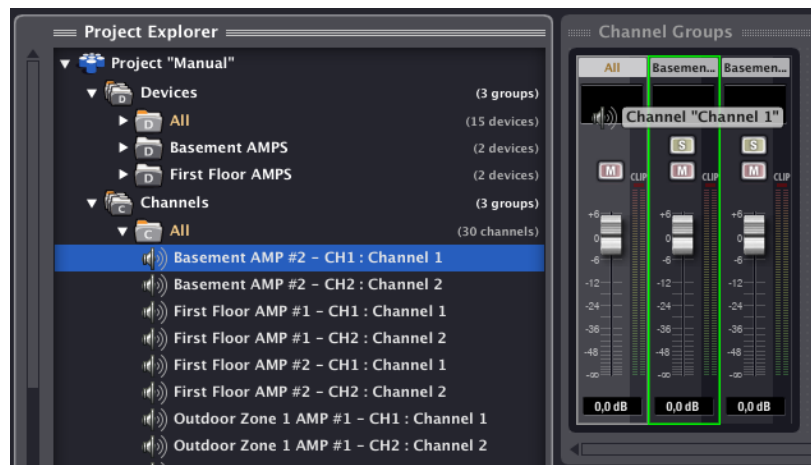 Project Explorer
Project "Manual"
Devices (3 groups)
D All (15 devices)
D Basement AMPS (2 devices)
D First Floor AMPS (2 devices)
Channels (3 groups)
C All (30 channels)
Basement AMP #2 – CH1 : Channel 1
Basement AMP #2 – CH2 : Channel 2
First Floor AMP #1 – CH1 : Channel 1
First Floor AMP #1 – CH2 : Channel 2
First Floor AMP #2 – CH1 : Channel 1
First Floor AMP #2 – CH2 : Channel 2
Outdoor Zone 1 AMP #1 – CH1 : Channel 1
Outdoor Zone 1 AMP #1 – CH2 : Channel 2
Channel Groups
All Basemen... Basemen...
Channel "Channel 1"
S S
M CLIP M CLIP M CLIP
+6 +6 +6
0 0 0
-6 -6 -6
-12 -12 -12
-24 -24 -24
-36 -36 -36
-48 -48 -48
-∞ -∞ -∞
0,0 dB 0,0 dB 0,0 dB